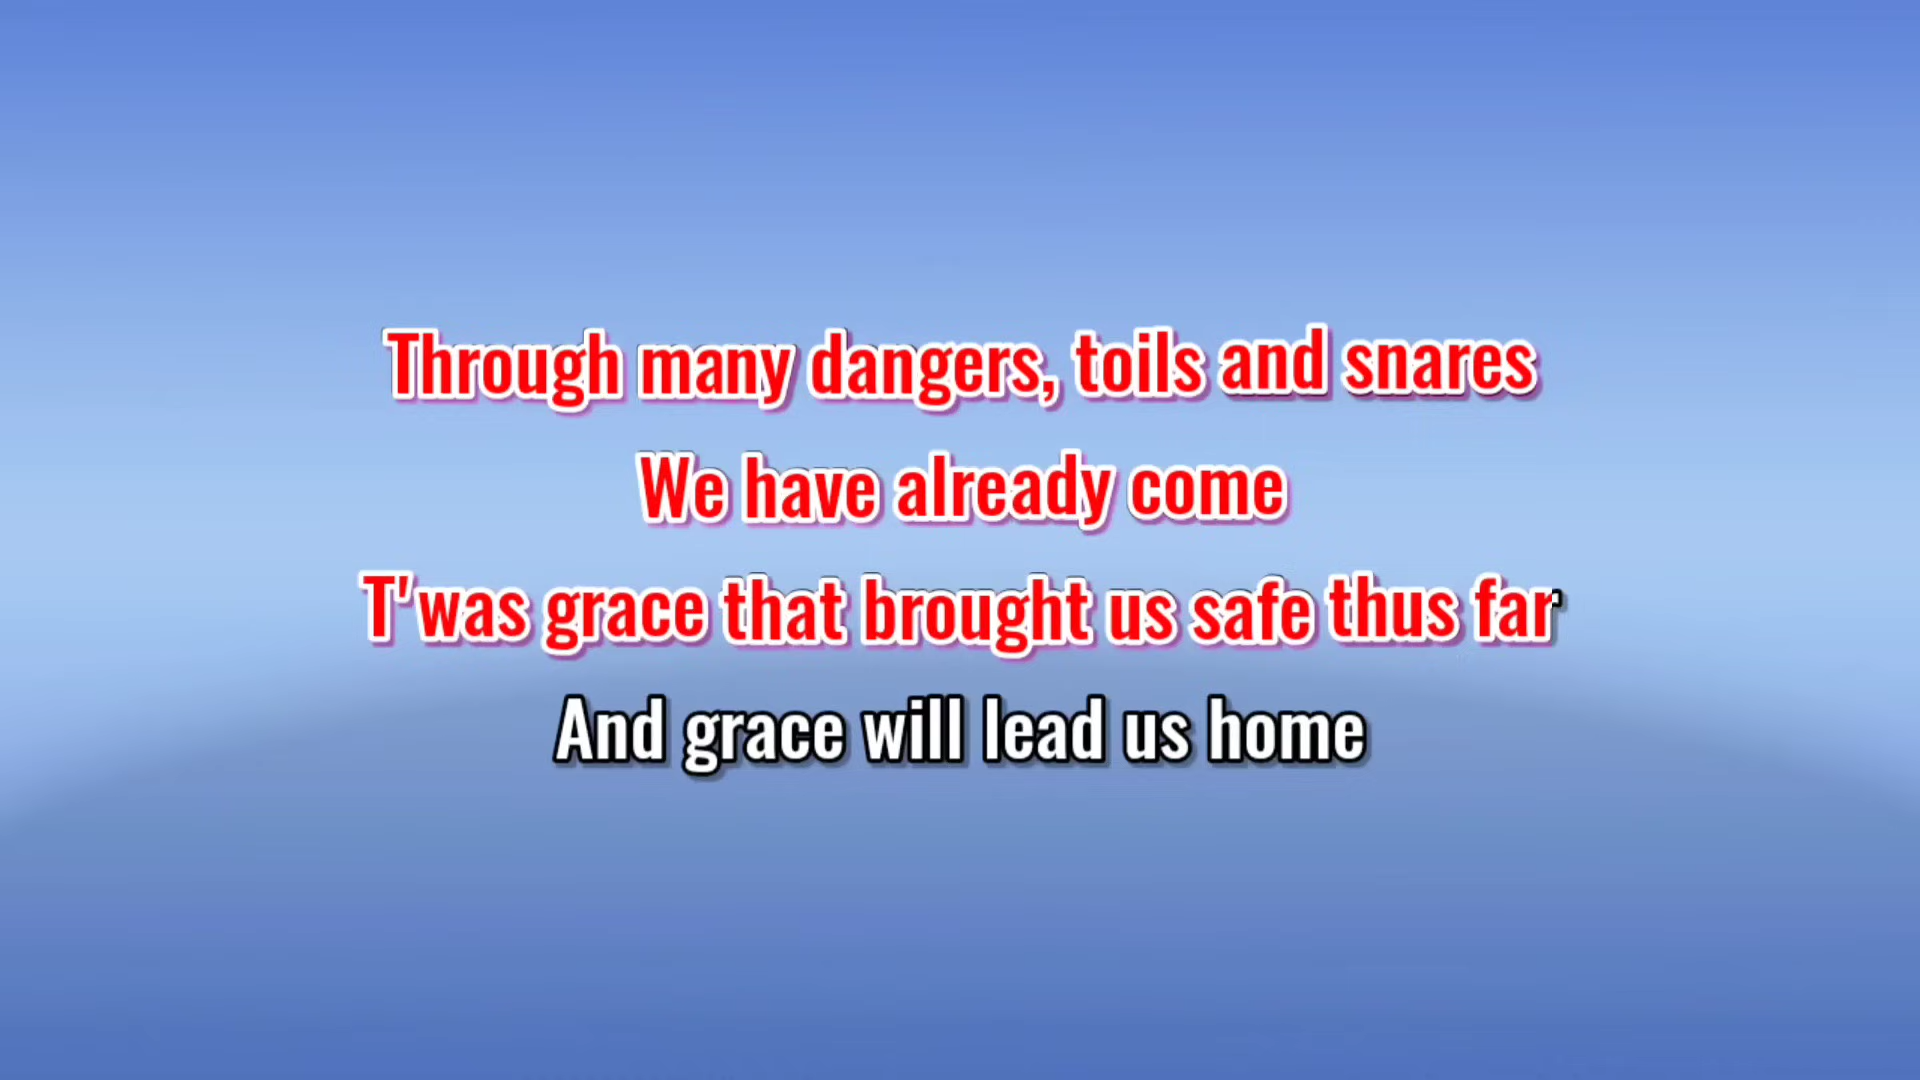 Through many dangers, toils and snares
We have already come
T'was grace that brought us safe thus far
And grace will lead us home